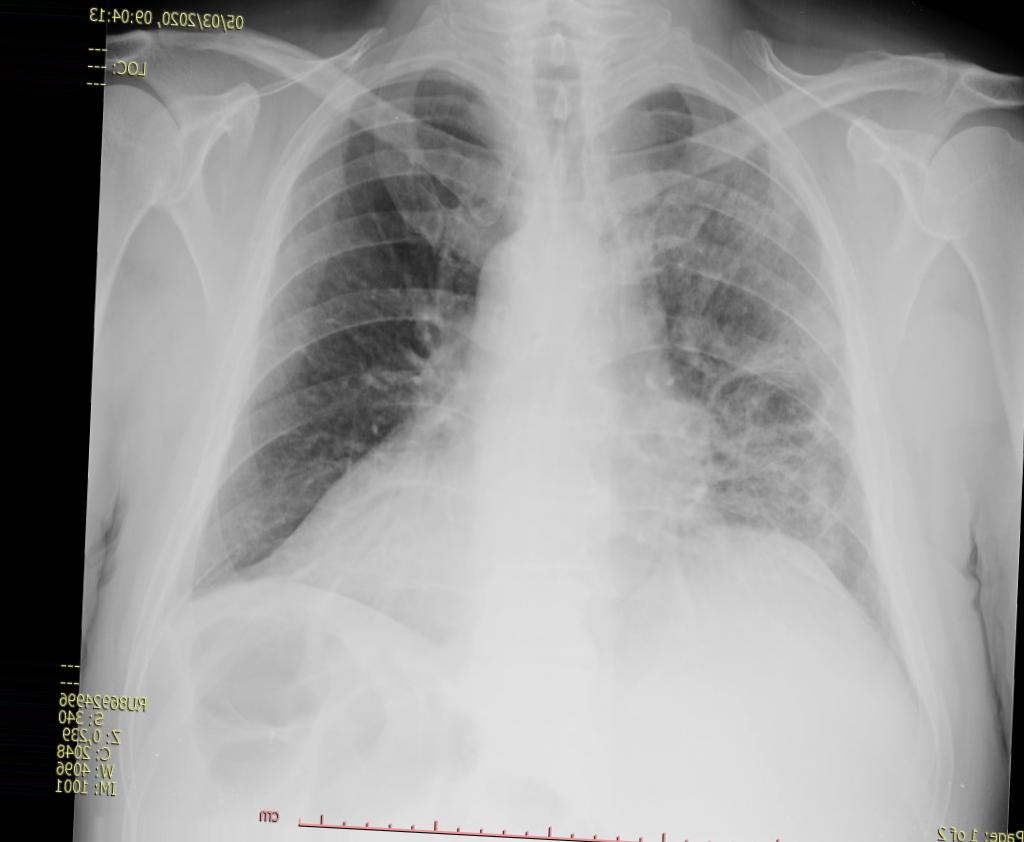 05/03/2020, 09:04:13
---
LOC: ---
---
---
---
RU86924996
S: 340
Z: 0,239
C: 2048
W: 4096
IM: 1001
cm
Page: 1 of 2